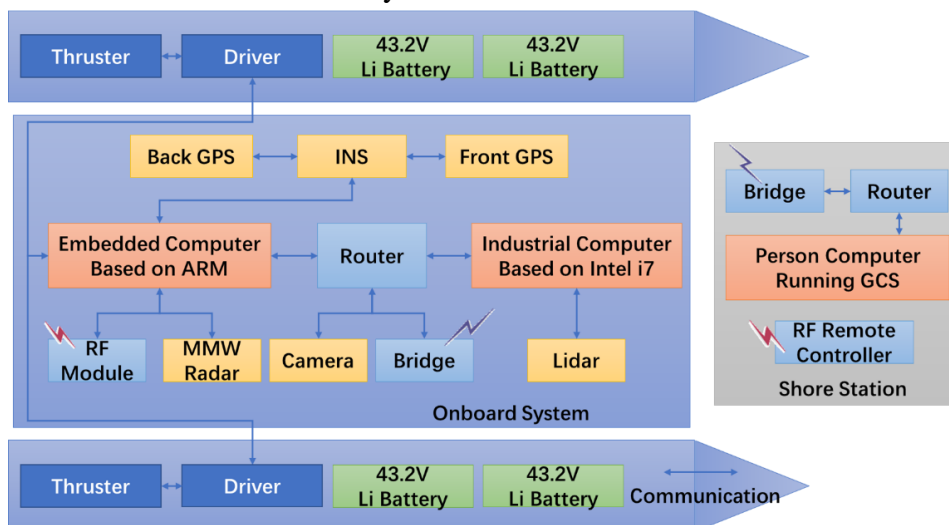 Thruster
Driver
43.2V
Li Battery
43.2V
Li Battery
Back GPS
INS
Front GPS
Embedded Computer
Based on ARM
Router
Industrial Computer
Based on Intel i7
RF
Module
MMW
Radar
Camera
Bridge
Lidar
Onboard System
Bridge
Router
Person Computer
Running GCS
RF Remote
Controller
Shore Station
Thruster
Driver
43.2V
Li Battery
43.2V
Li Battery
Communication